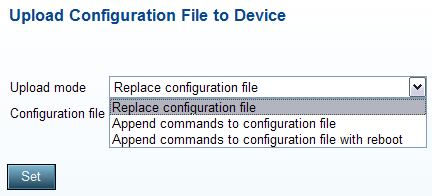 Upload Configuration File to Device
Upload mode Replace configuration file
Configuration file Replace configuration file
Append commands to configuration file
Append commands to configuration file with reboot
Set